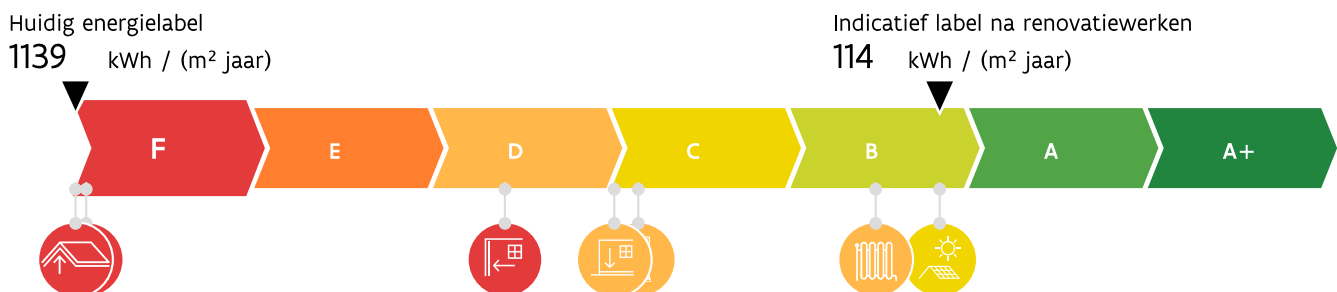 Huidig energielabel
1139 kWh / (m² jaar)
Indicatief label na renovatiewerken
114 kWh / (m² jaar)
F E D C B A A+